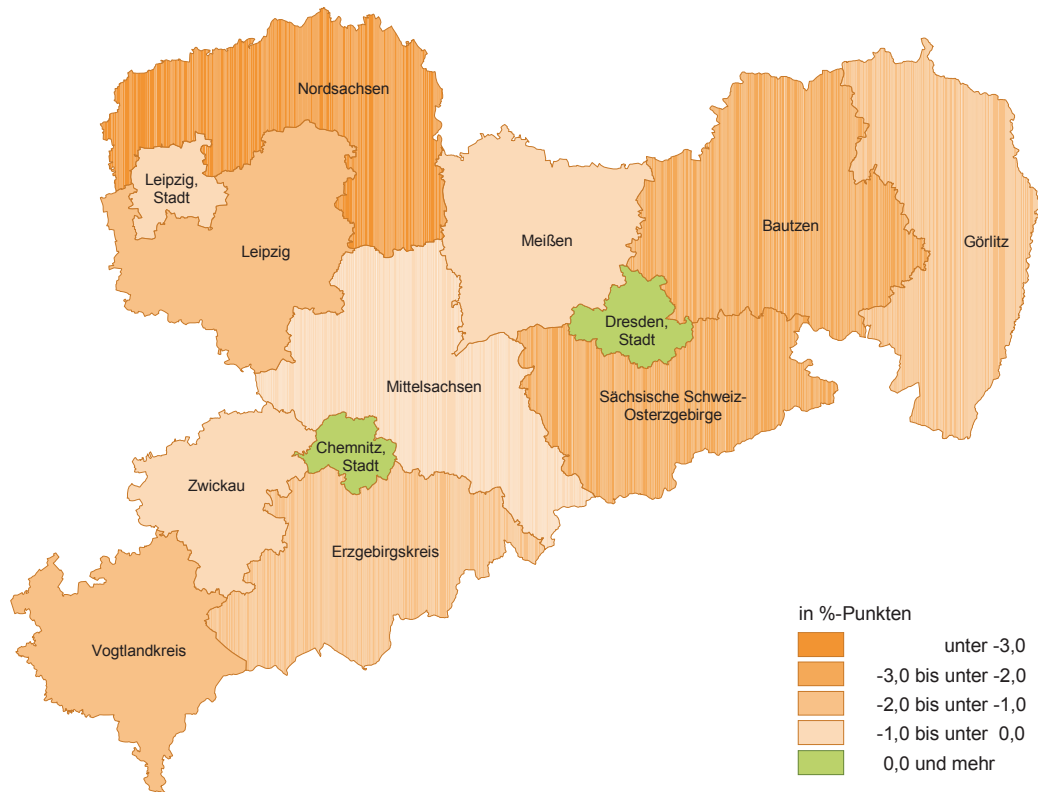 Nordsachsen
Leipzig,
Stadt
Leipzig
Meißen
Bautzen
Görlitz
Dresden,
Stadt
Mittelsachsen
Sächsische Schweiz-
Osterzgebirge
Chemnitz,
Stadt
Zwickau
Erzgebirgskreis
Vogtlandkreis
in %-Punkten
unter -3,0
-3,0 bis unter -2,0
-2,0 bis unter -1,0
-1,0 bis unter 0,0
0,0 und mehr